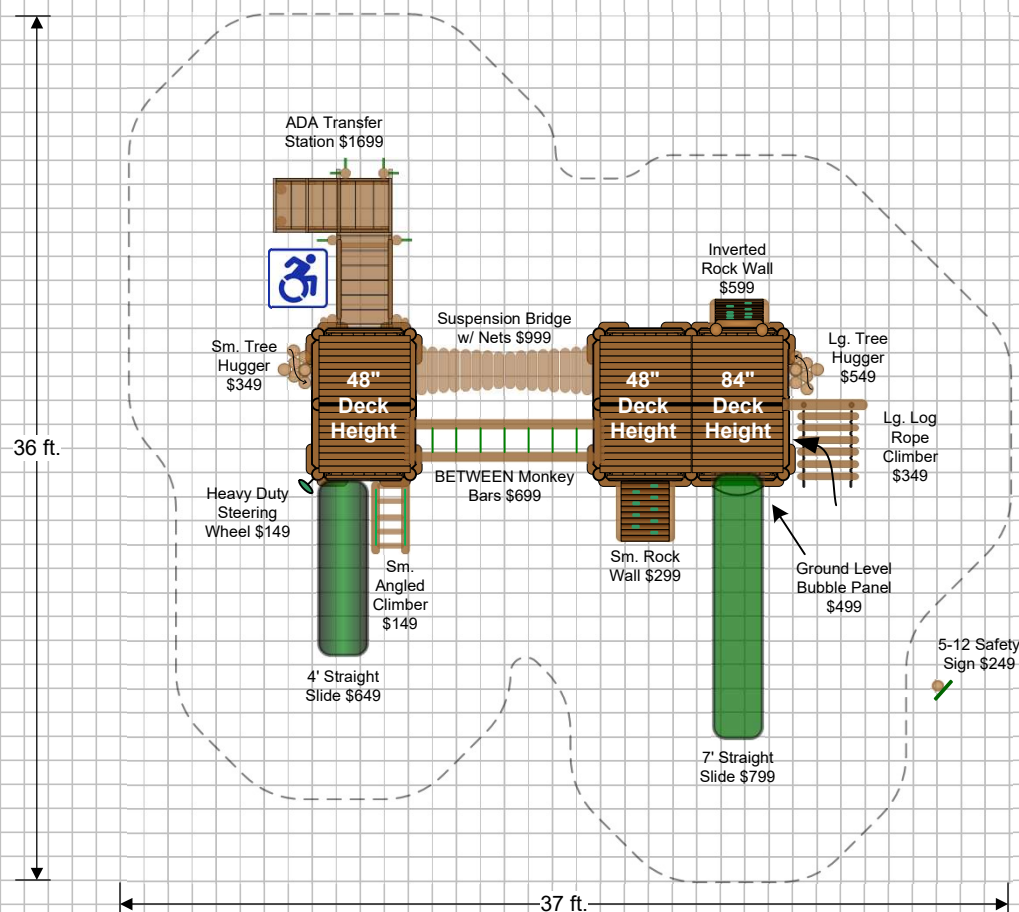 ADA Transfer
Station $1699
Inverted
Rock Wall
$599
Suspension Bridge
w/ Nets $999
Sm. Tree
Hugger
$349
Lg. Tree
Hugger
$549
48"
Deck
Height
48"
Deck
Height
84"
Deck
Height
Lg. Log
Rope
Climber
$349
36 ft.
BETWEEN Monkey
Bars $699
Heavy Duty
Steering
Wheel $149
Sm.
Angled
Climber
$149
Sm. Rock
Wall $299
Ground Level
Bubble Panel
$499
5-12 Safety
Sign $249
4' Straight
Slide $649
7' Straight
Slide $799
37 ft.